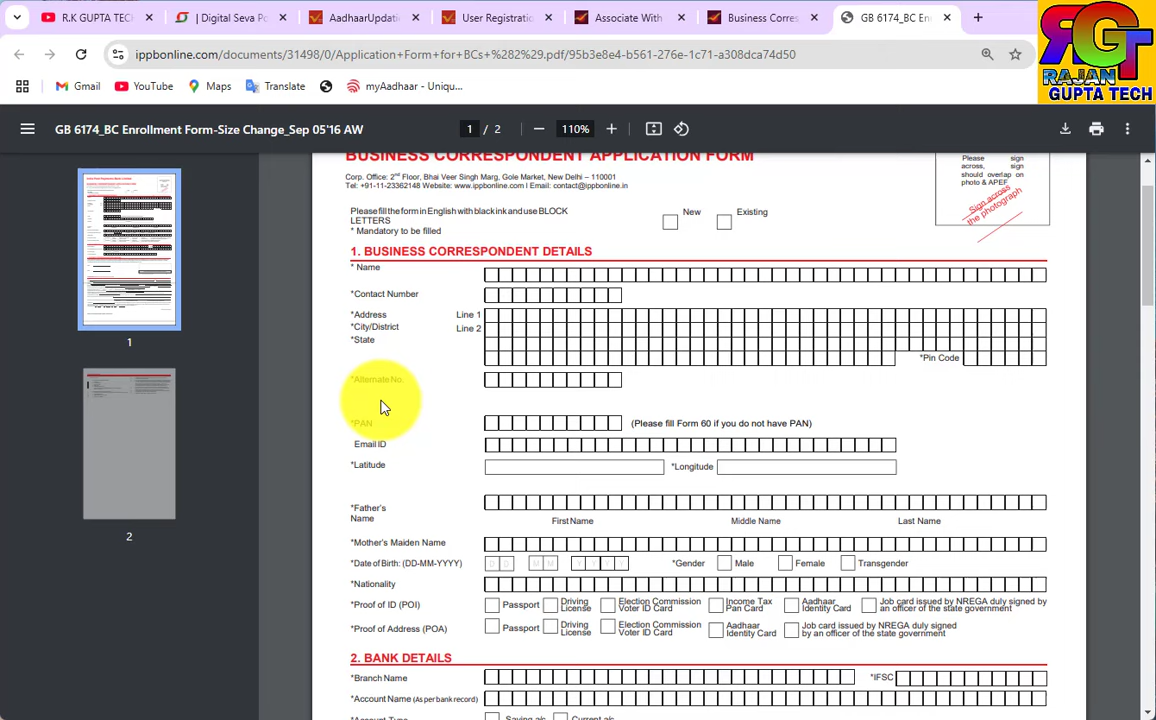 R.K GUPTA TECH
| Digital Seva Po
AadhaarUpdati
User Registratio
Associate With
Business Corres
GB 6174_BC En
ippbonline.com/documents/31498/0/Application+Form+for+BCs+%282%29.pdf/95b3e8e4-b561-276e-1c71-a308dca74d50
Gmail
YouTube
Maps
Translate
myAadhaar - Uniqu...
RGT
RAJAN
GUPTA TECH
GB 6174_BC Enrollment Form-Size Change_Sep 05'16 AW
1 / 2
110%
1
2
BUSINESS CORRESPONDENT APPLICATION FORM
Corp. Office: 2nd Floor, Bhai Veer Singh Marg, Gole Market, New Delhi – 110001
Tel: +91-11-23362148 Website: www.ippbonline.com I Email: contact@ippbonline.in
Please sign
across, sign
should overlap on
photo & APEF
Sign across
the photograph
Please fill the form in English with black ink and use BLOCK
LETTERS
* Mandatory to be filled
New
Existing
1. BUSINESS CORRESPONDENT DETAILS
* Name
*Contact Number
*Address Line 1
*City/District Line 2
*State
*Pin Code
*Alternate No.
*PAN (Please fill Form 60 if you do not have PAN)
Email ID
*Latitude *Longitude
*Father's
Name
First Name Middle Name Last Name
*Mother's Maiden Name
*Date of Birth: (DD-MM-YYYY) D D M M Y Y Y Y *Gender Male Female Transgender
*Nationality
*Proof of ID (POI) Passport Driving License Election Commission Voter ID Card Income Tax Pan Card Aadhaar Identity Card Job card issued by NREGA duly signed by an officer of the state government
*Proof of Address (POA) Passport Driving License Election Commission Voter ID Card Aadhaar Identity Card Job card issued by NREGA duly signed by an officer of the state government
2. BANK DETAILS
*Branch Name *IFSC
*Account Name (As per bank record)
*Account Type Saving a/c Current a/c